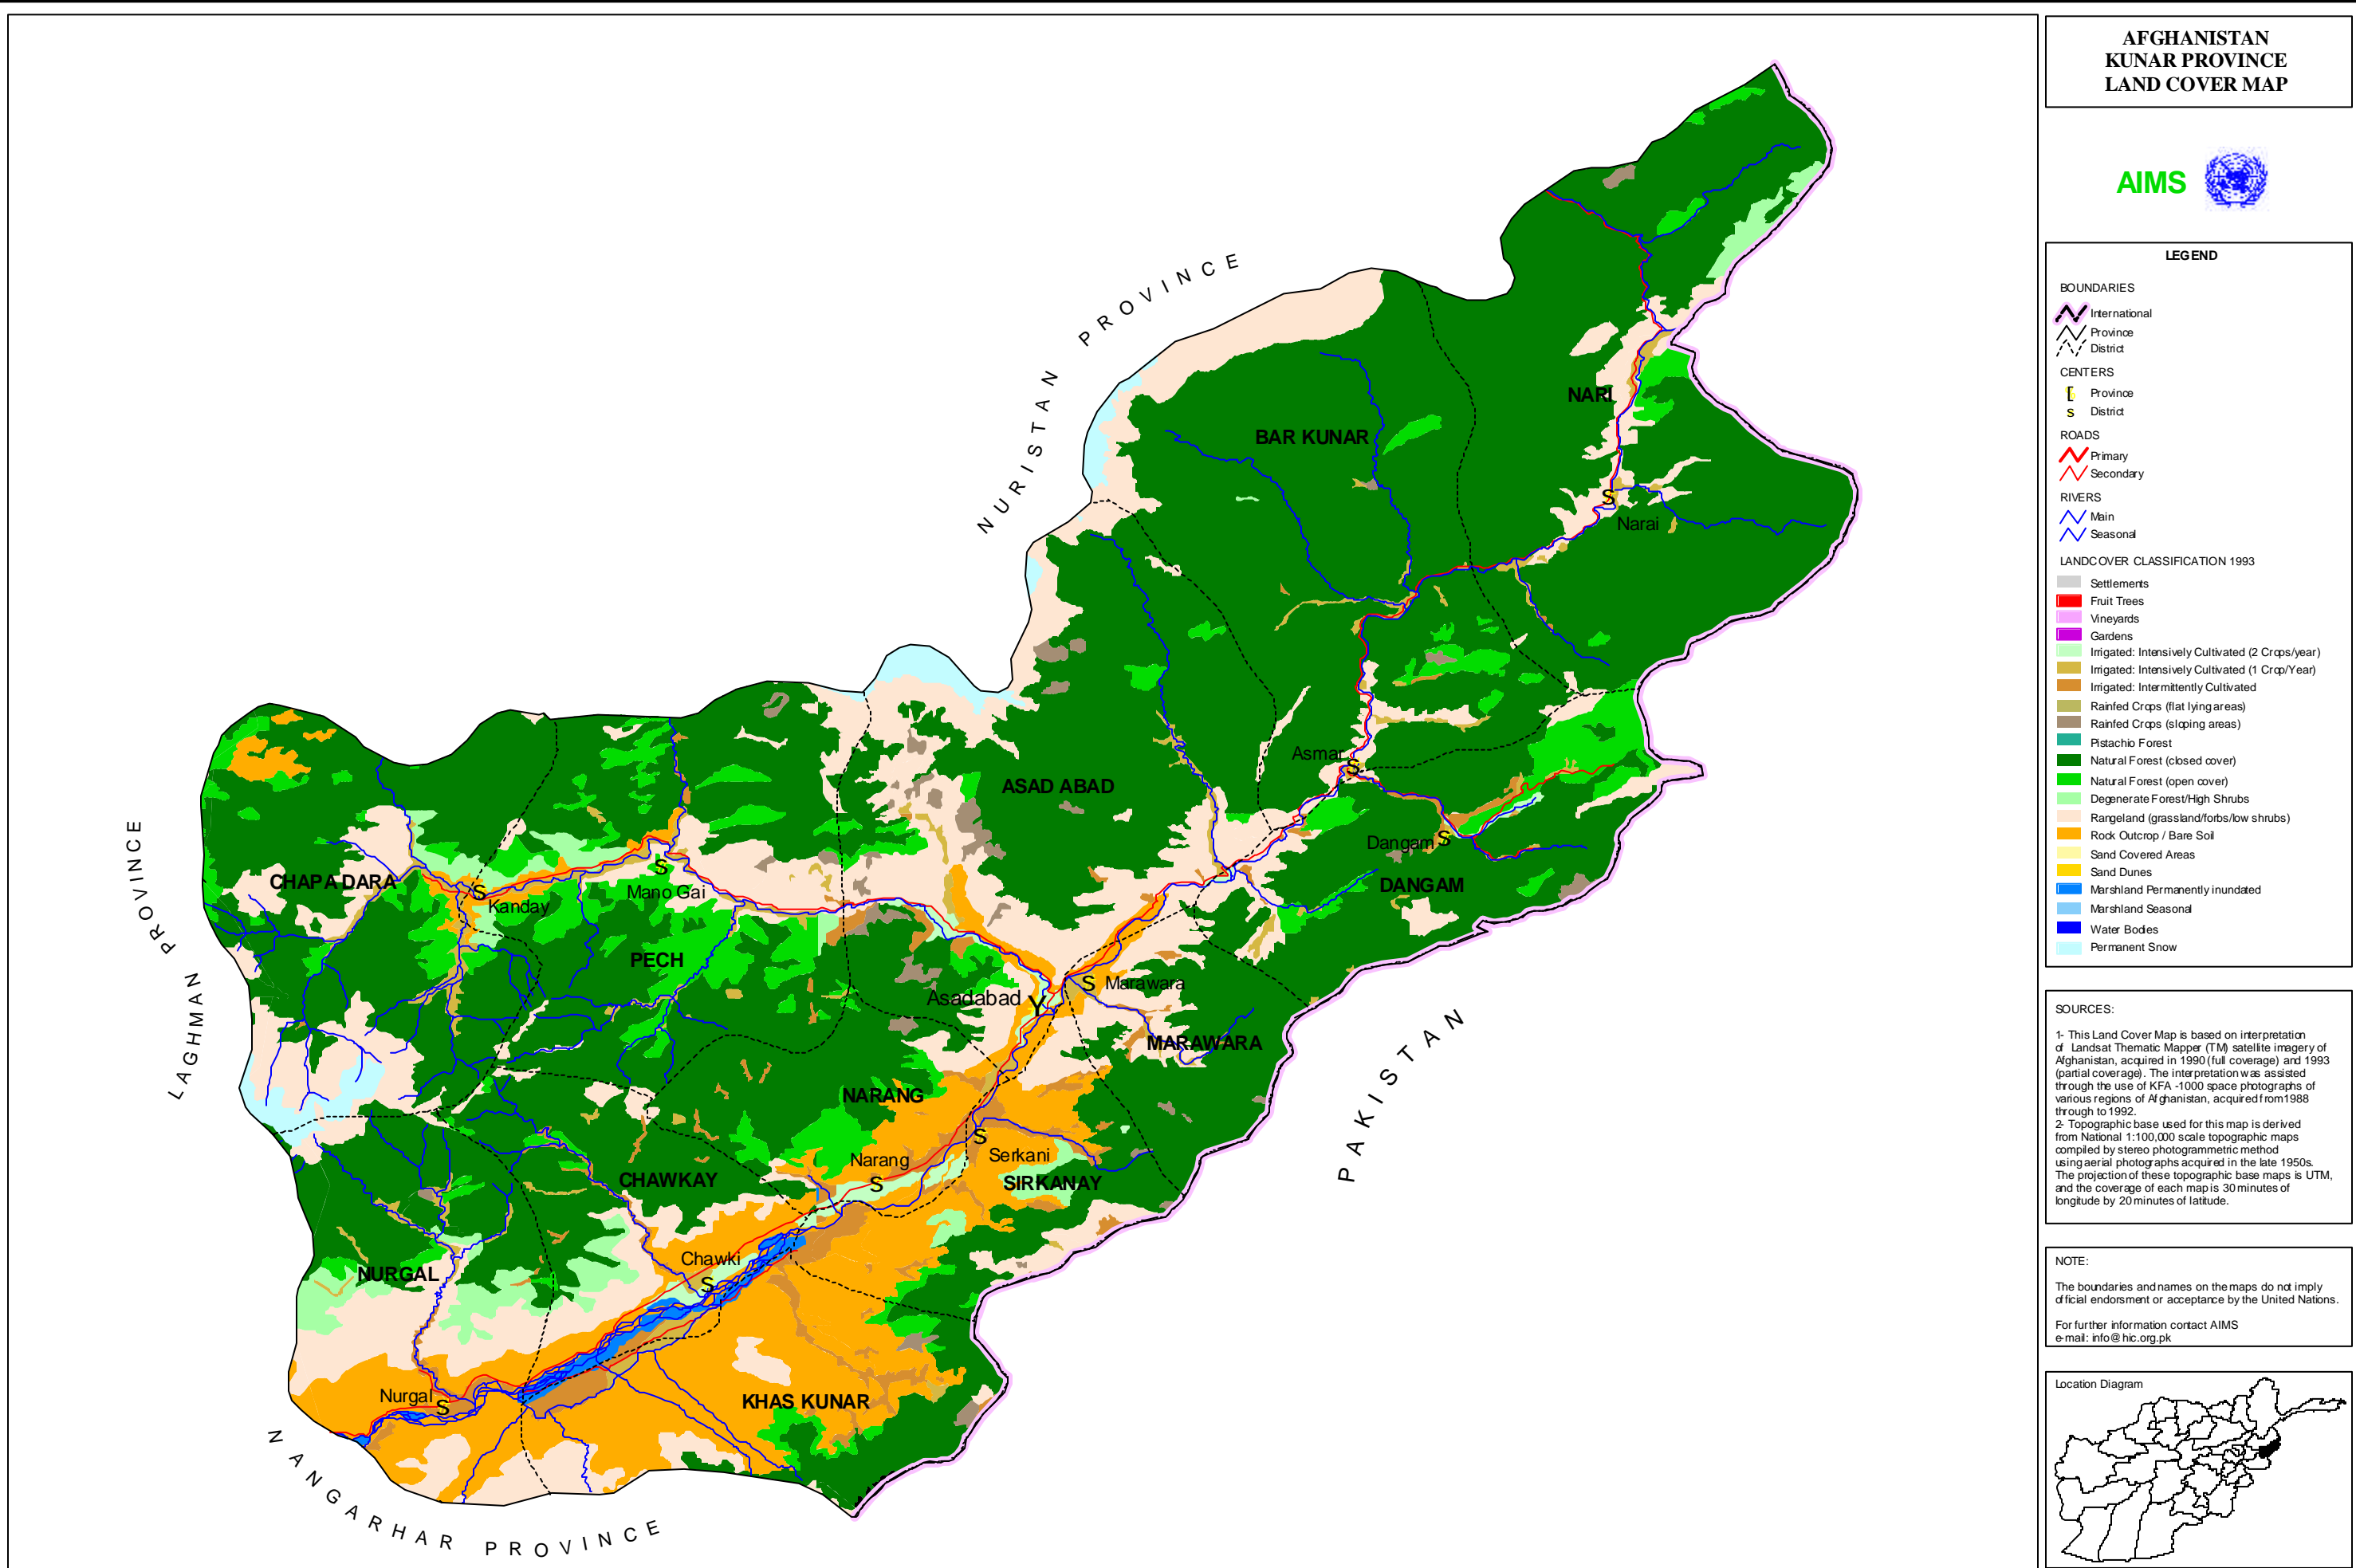 AFGHANISTAN
KUNAR PROVINCE
LAND COVER MAP
AIMS
LEGEND
BOUNDARIES
International
Province
District
CENTERS
[ Province
s District
ROADS
Primary
Secondary
RIVERS
Main
Seasonal
LANDCOVER CLASSIFICATION 1993
Settlements
Fruit Trees
Vineyards
Gardens
Irrigated: Intensively Cultivated (2 Crops/year)
Irrigated: Intensively Cultivated (1 Crop/Year)
Irrigated: Intermittently Cultivated
Rainfed Crops (flat lying areas)
Rainfed Crops (sloping areas)
Pistachio Forest
Natural Forest (closed cover)
Natural Forest (open cover)
Degenerate Forest/High Shrubs
Rangeland (grassland/forbs/low shrubs)
Rock Outcrop / Bare Soil
Sand Covered Areas
Sand Dunes
Marshland Permanently inundated
Marshland Seasonal
Water Bodies
Permanent Snow
SOURCES:
1- This Land Cover Map is based on interpretation
of Landsat Thematic Mapper (TM) satellite imagery of
Afghanistan, acquired in 1990 (full coverage) and 1993
(partial coverage). The interpretation was assisted
through the use of KFA -1000 space photographs of
various regions of Afghanistan, acquired from 1988
through to 1992.
2- Topographic base used for this map is derived
from National 1:100,000 scale topographic maps
compiled by stereo photogrammetric method
using aerial photographs acquired in the late 1950s.
The projection of these topographic base maps is UTM,
and the coverage of each map is 30 minutes of
longitude by 20 minutes of latitude.
NOTE:
The boundaries and names on the maps do not imply
official endorsment or acceptance by the United Nations.
For further information contact AIMS
e-mail: info@hic.org.pk
Location Diagram
NURISTAN PROVINCE
LAGHMAN PROVINCE
NANGARHAR PROVINCE
PAKISTAN
NARI
BAR KUNAR
S
Narai
ASAD ABAD
Asmar S
Dangam S
DANGAM
CHAPA DARA
S
Kanday
S
Mano Gai
PECH
Asadabad Y
S Marawara
MARAWARA
NARANG
S
Serkani
Narang
S
SIRKANAY
CHAWKAY
Chawki
S
NURGAL
Nurgal S
KHAS KUNAR